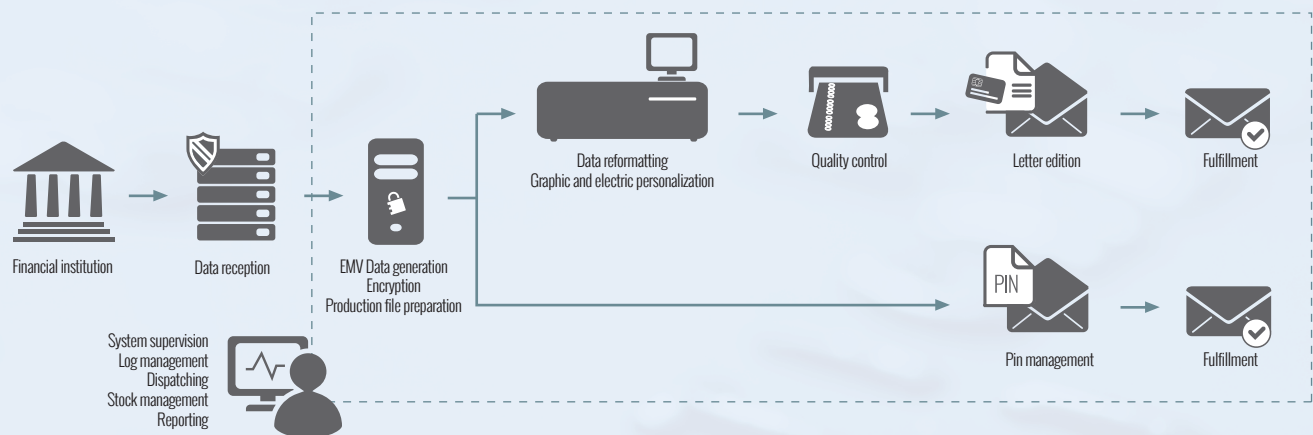 Data reformatting
Graphic and electric personalization
Quality control
Letter edition
Fulfillment
Financial institution
Data reception
EMV Data generation
Encryption
Production file preparation
PIN
Pin management
Fulfillment
System supervision
Log management
Dispatching
Stock management
Reporting